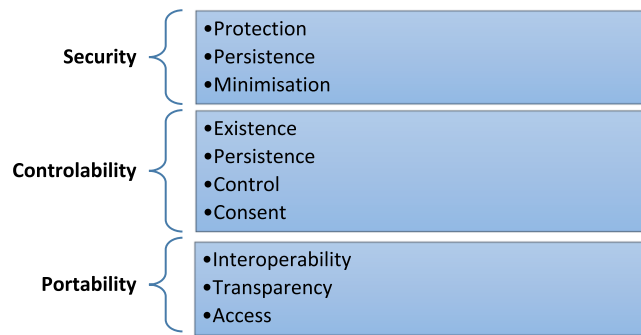 Security
•Protection
•Persistence
•Minimisation
Controlability
•Existence
•Persistence
•Control
•Consent
Portability
•Interoperability
•Transparency
•Access